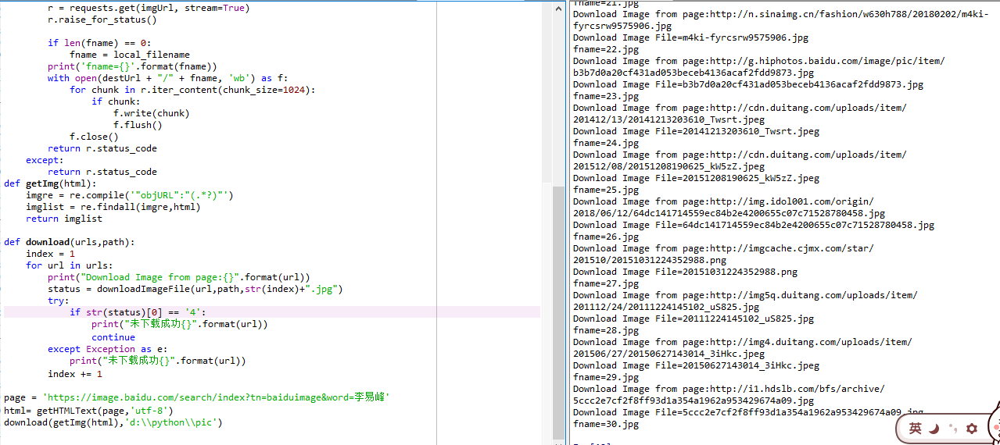 r = requests.get(imgUrl, stream=True)
r.raise_for_status()
if len(fname) == 0:
fname = local_filename
print('fname={}'.format(fname))
with open(destUrl + "/" + fname, 'wb') as f:
for chunk in r.iter_content(chunk_size=1024):
if chunk:
f.write(chunk)
f.flush()
f.close()
return r.status_code
except:
return r.status_code
def getImg(html):
imgre = re.compile('"objURL":"(.*?)"')
imglist = re.findall(imgre,html)
return imglist
def download(urls,path):
index = 1
for url in urls:
print("Download Image from page:{}".format(url))
status = downloadImageFile(url,path,str(index)+".jpg")
try:
if str(status)[0] == '4':
print("未下载成功{}".format(url))
continue
except Exception as e:
print("未下载成功{}".format(url))
index += 1
page = 'https://image.baidu.com/search/index?tn=baiduimage&word=李易峰'
html= getHTMLText(page,'utf-8')
download(getImg(html),'d:\\python\\pic')
fname=21.jpg
Download Image from page:http://n.sinaimg.cn/fashion/w630h788/20180202/m4ki-
fyrcsrw9575906.jpg
Download Image File=m4ki-fyrcsrw9575906.jpg
fname=22.jpg
Download Image from page:http://g.hiphotos.baidu.com/image/pic/item/
b3b7d0a20cf431ad053beceb4136acaf2fdd9873.jpg
Download Image File=b3b7d0a20cf431ad053beceb4136acaf2fdd9873.jpg
fname=23.jpg
Download Image from page:http://cdn.duitang.com/uploads/item/
201412/13/20141213203610_Twsrt.jpeg
Download Image File=20141213203610_Twsrt.jpeg
fname=24.jpg
Download Image from page:http://cdn.duitang.com/uploads/item/
201512/08/20151208190625_kW5zZ.jpeg
Download Image File=20151208190625_kW5zZ.jpeg
fname=25.jpg
Download Image from page:http://img.idol001.com/origin/
2018/06/12/64dc141714559ec84b2e4200655c07c71528780458.jpg
Download Image File=64dc141714559ec84b2e4200655c07c71528780458.jpg
fname=26.jpg
Download Image from page:http://imgcache.cjmx.com/star/
201510/20151031224352988.png
Download Image File=20151031224352988.png
fname=27.jpg
Download Image from page:http://img5q.duitang.com/uploads/item/
201112/24/20111224145102_uS825.jpg
Download Image File=20111224145102_uS825.jpg
fname=28.jpg
Download Image from page:http://img4.duitang.com/uploads/item/
201506/27/20150627143014_3iHkc.jpeg
Download Image File=20150627143014_3iHkc.jpeg
fname=29.jpg
Download Image from page:http://i1.hdslb.com/bfs/archive/
5ccc2e7cf2f8ff93d1a354a1962a953429674a09.jpg
Download Image File=5ccc2e7cf2f8ff93d1a354a1962a953429674a09.jpg
fname=30.jpg
英